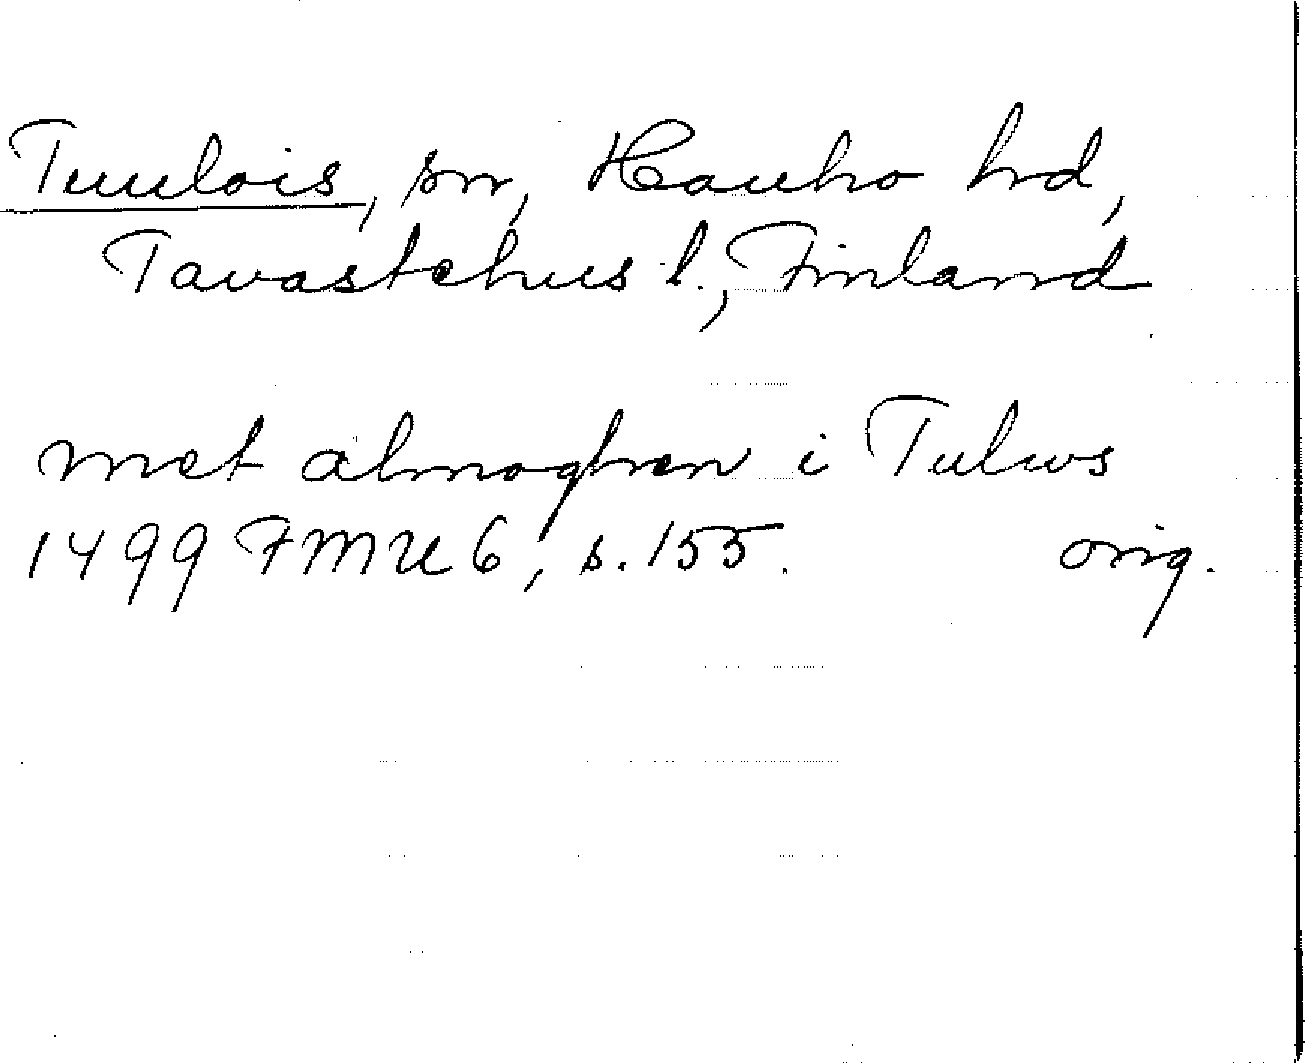 Tuulois, sn, Hauho hd,
Tavastehus l., Finland
met almoghen i Tulws
1499 FMU 6, s. 155. orig.